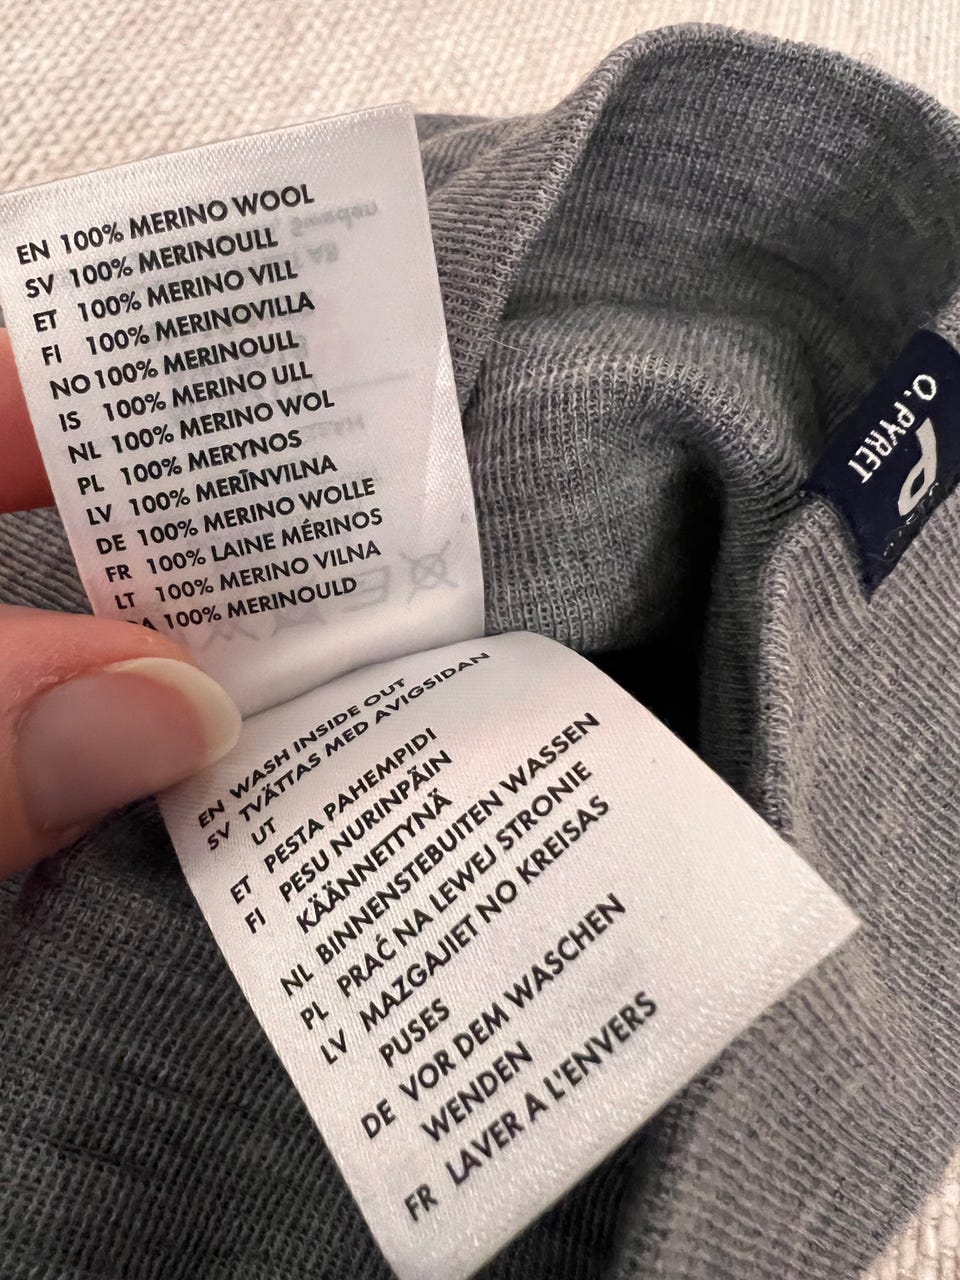 EN 100% MERINO WOOL
SV 100% MERINOULL
ET 100% MERINO VILL
FI 100% MERINOVILLA
NO 100% MERINOULL
IS 100% MERINO ULL
NL 100% MERINO WOL
PL 100% MERYNOS
LV 100% MERĪNVILNA
DE 100% MERINO WOLLE
FR 100% LAINE MÉRINOS
LT 100% MERINO VILNA
100% MERINOULD
EN WASH INSIDE OUT
SV TVÄTTAS MED AVIGSIDAN
UT
ET PESTA PAHEMPIDI
FI PESU NURINPÄIN
KÄÄNNETTYNÄ
NL BINNENSTEBUITEN WASSEN
PL PRAĆ NA LEWEJ STRONIE
LV MAZGAJIET NO KREISAS
PUSES
DE VOR DEM WASCHEN
WENDEN
FR LAVER A L'ENVERS
O. PYRET
P